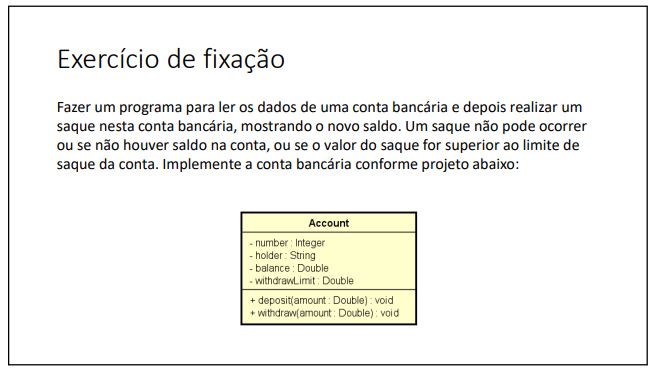 Exercício de fixação
Fazer um programa para ler os dados de uma conta bancária e depois realizar um
saque nesta conta bancária, mostrando o novo saldo. Um saque não pode ocorrer
ou se não houver saldo na conta, ou se o valor do saque for superior ao limite de
saque da conta. Implemente a conta bancária conforme projeto abaixo:
Account
- number : Integer
- holder : String
- balance : Double
- withdrawLimit : Double
+ deposit(amount : Double) : void
+ withdraw(amount : Double) : void